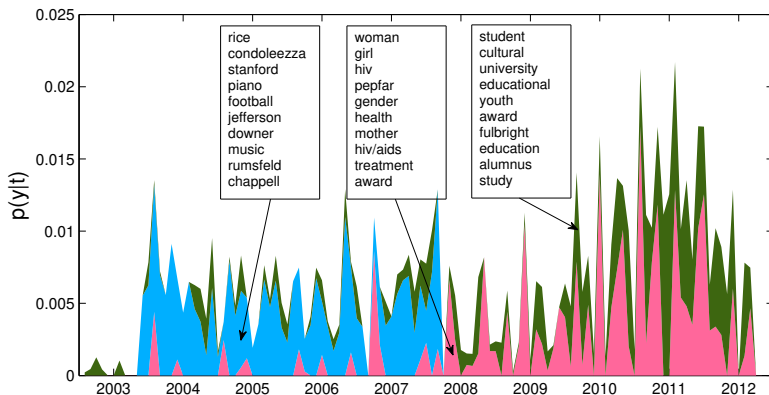 0.025
0.02
0.015
0.01
0.005
0
p(y|t)
rice
condoleezza
stanford
piano
football
jefferson
downer
music
rumsfeld
chappell
woman
girl
hiv
pepfar
gender
health
mother
hiv/aids
treatment
award
student
cultural
university
educational
youth
award
fulbright
education
alumnus
study
2003 2004 2005 2006 2007 2008 2009 2010 2011 2012